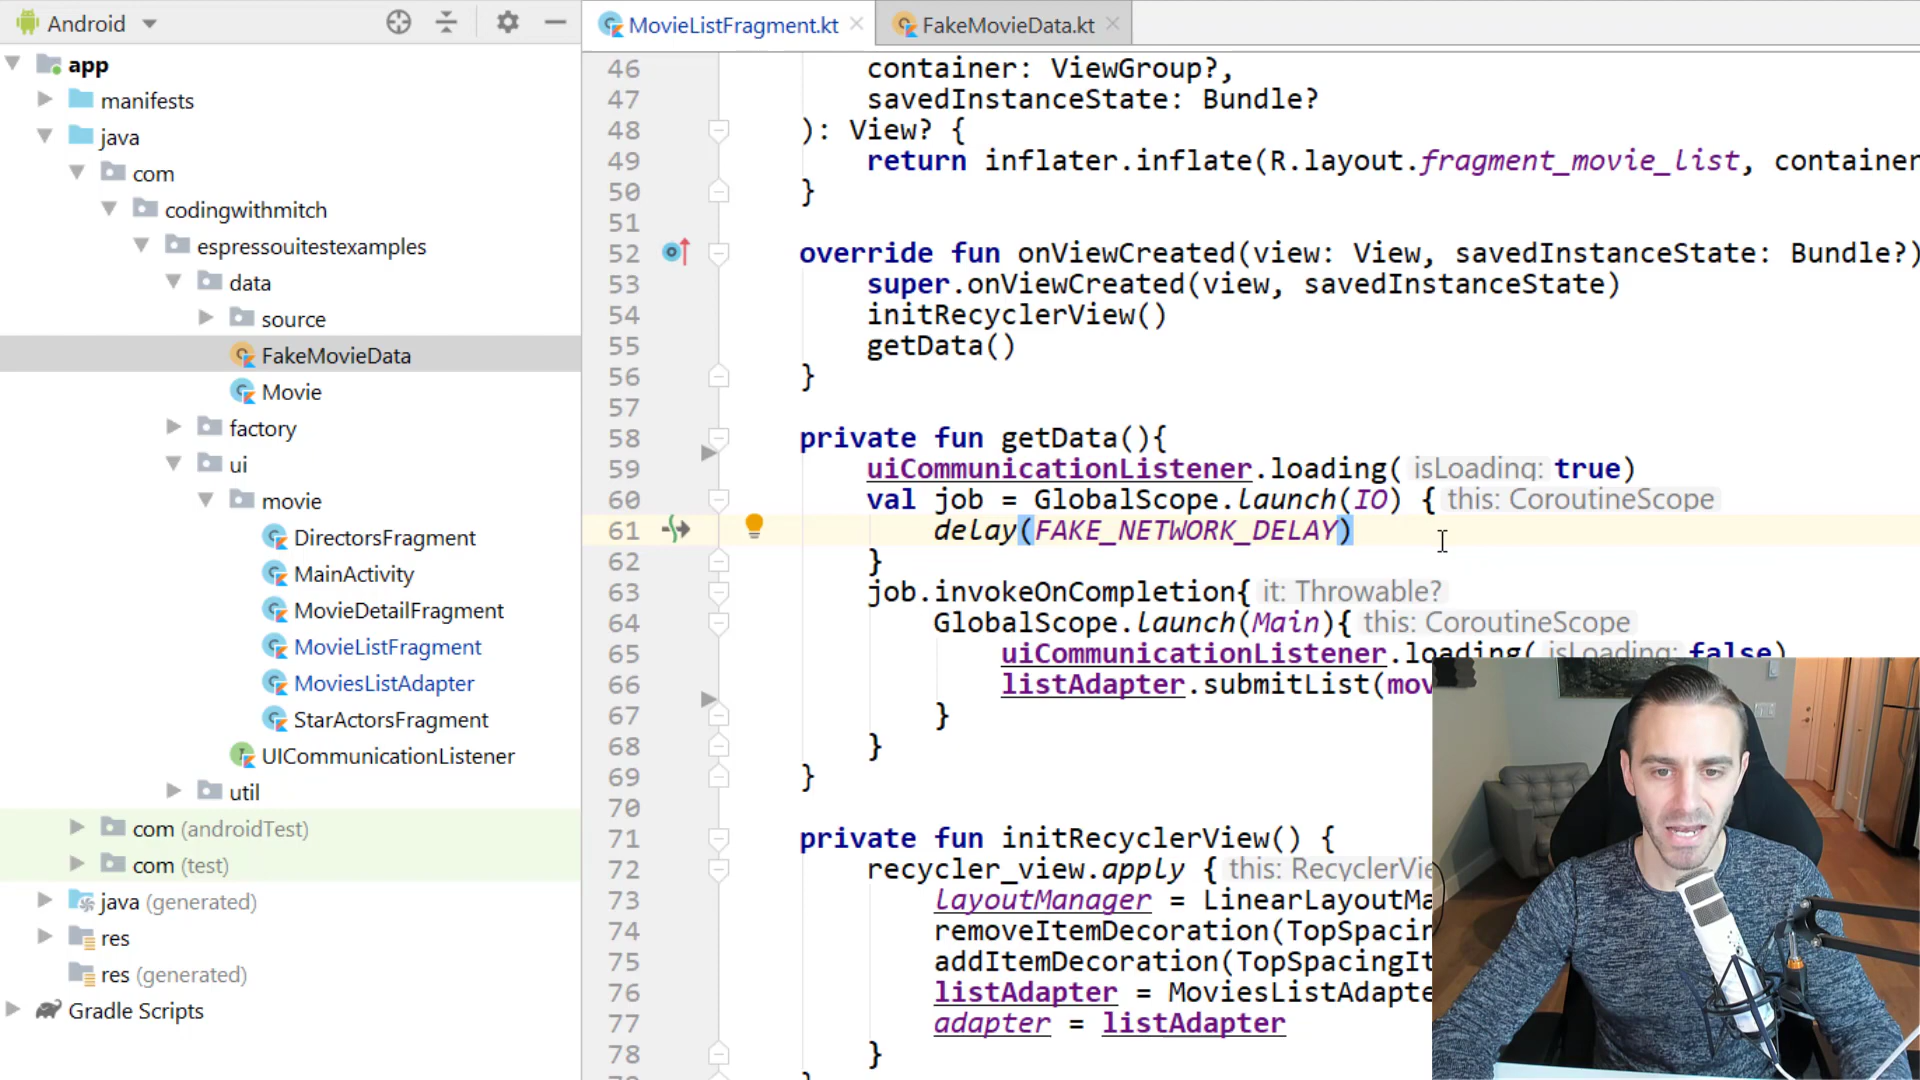 Android
app
manifests
java
com
codingwithmitch
espressouitestexamples
data
source
FakeMovieData
Movie
factory
ui
movie
DirectorsFragment
MainActivity
MovieDetailFragment
MovieListFragment
MoviesListAdapter
StarActorsFragment
UICommunicationListener
util
com (androidTest)
com (test)
java (generated)
res
res (generated)
Gradle Scripts
MovieListFragment.kt
FakeMovieData.kt
46 container: ViewGroup?,
47 savedInstanceState: Bundle?
48 ): View? {
49 return inflater.inflate(R.layout.fragment_movie_list, container
50 }
51
52 override fun onViewCreated(view: View, savedInstanceState: Bundle?)
53 super.onViewCreated(view, savedInstanceState)
54 initRecyclerView()
55 getData()
56 }
57
58 private fun getData(){
59 uiCommunicationListener.loading( isLoading: true)
60 val job = GlobalScope.launch(IO) { this: CoroutineScope
61 delay(FAKE_NETWORK_DELAY)
62 }
63 job.invokeOnCompletion{ it: Throwable?
64 GlobalScope.launch(Main){ this: CoroutineScope
65 uiCommunicationListener.loading( isLoading: false)
66 listAdapter.submitList(mov
67 }
68 }
69 }
70
71 private fun initRecyclerView() {
72 recycler_view.apply { this: RecyclerVie
73 layoutManager = LinearLayoutMa
74 removeItemDecoration(TopSpacing
75 addItemDecoration(TopSpacingIt
76 listAdapter = MoviesListAdapte
77 adapter = listAdapter
78 }